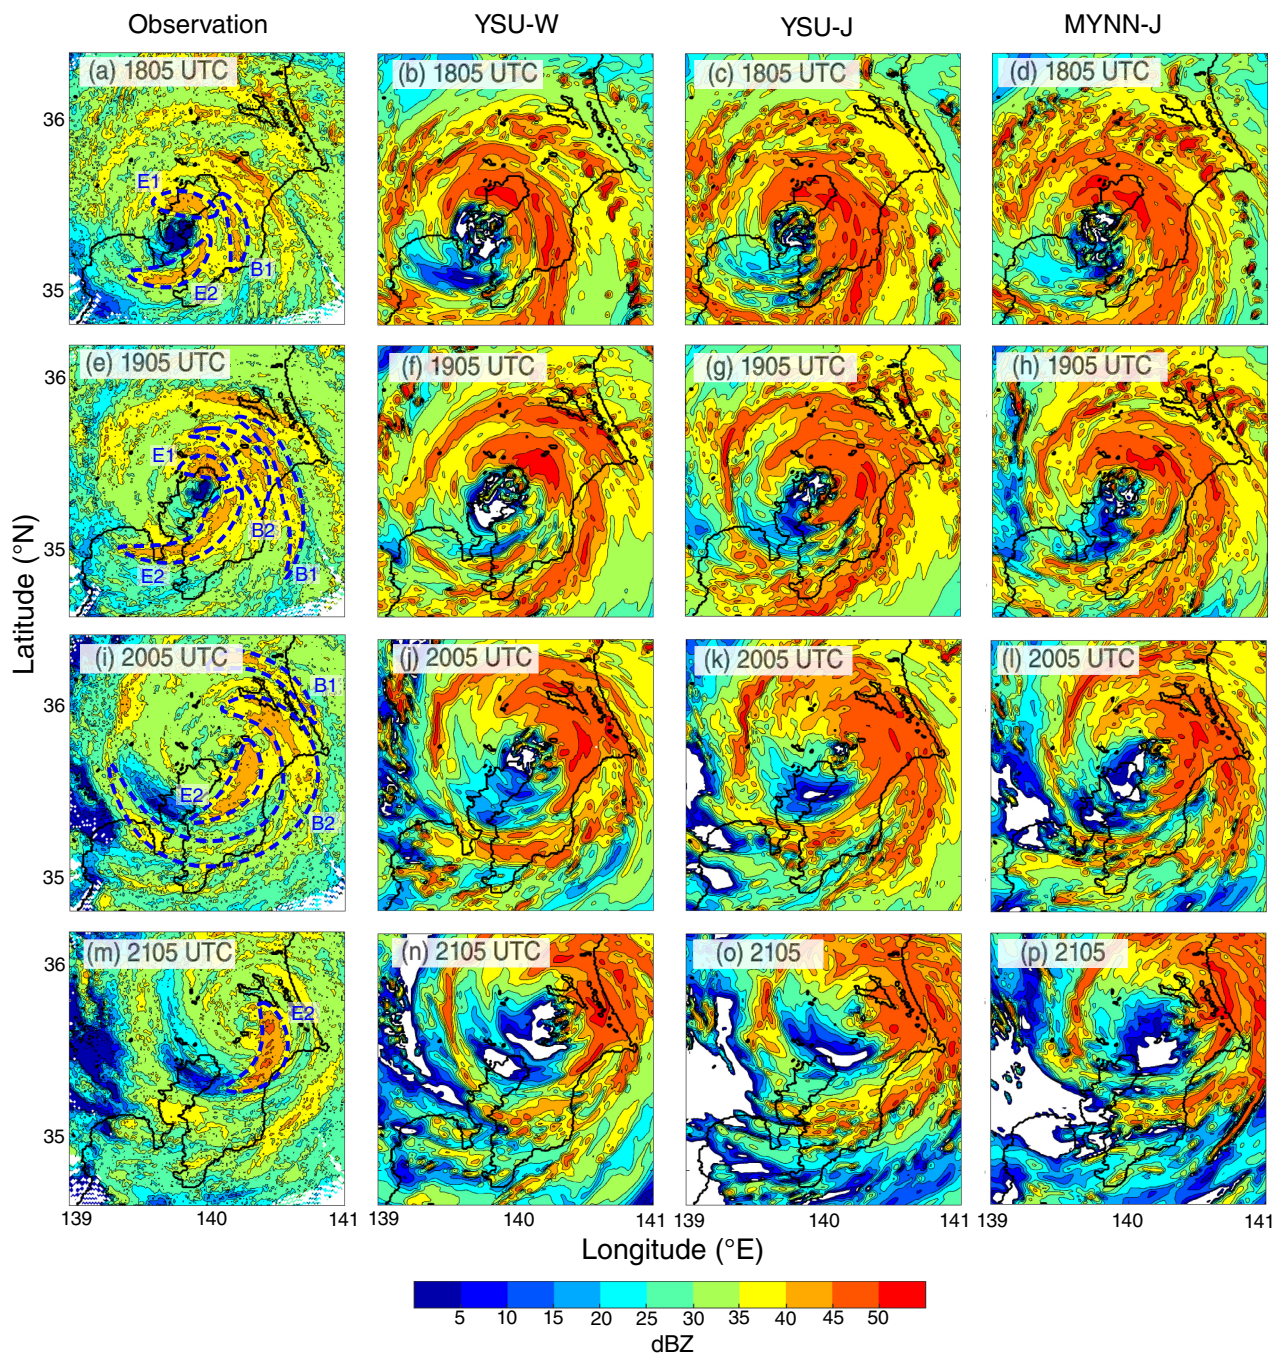 Observation YSU-W YSU-J MYNN-J
(a) 1805 UTC (b) 1805 UTC (c) 1805 UTC (d) 1805 UTC
36
E1
B1
35
E2
(e) 1905 UTC (f) 1905 UTC (g) 1905 UTC (h) 1905 UTC
36
E1
B2
35
E2 B1
Latitude (°N)
(i) 2005 UTC (j) 2005 UTC (k) 2005 UTC (l) 2005 UTC
B1
36
E2
B2
35
(m) 2105 UTC (n) 2105 UTC (o) 2105 (p) 2105
36
E2
35
139 140 141 140 141 140 141
139 140 141
Longitude (°E)
5 10 15 20 25 30 35 40 45 50
dBZ